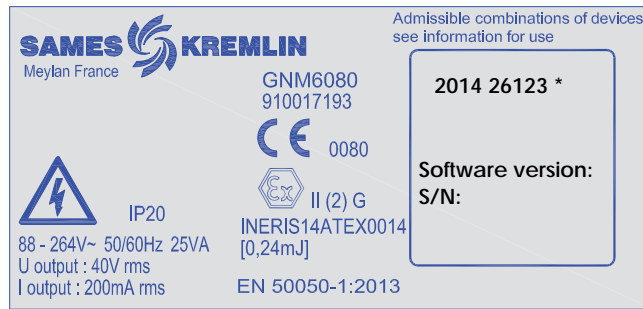 SAMES KREMLIN
Meylan France
Admissible combinations of devices
see information for use
GNM6080
910017193
CE 0080
Ex II (2) G
INERIS14ATEX0014
[0,24mJ]
EN 50050-1:2013
IP20
88 - 264V~ 50/60Hz 25VA
U output : 40V rms
I output : 200mA rms
2014 26123 *
Software version:
S/N: